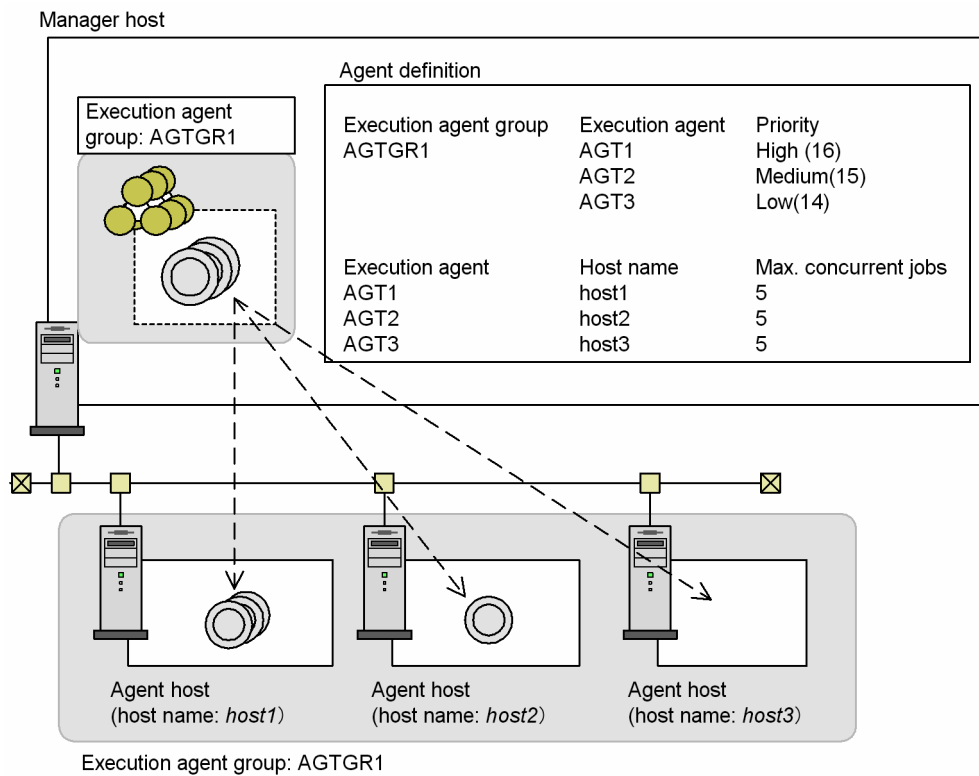 Manager host
Agent definition
Execution agent
group: AGTGR1
Execution agent group Execution agent Priority
AGTGR1 AGT1 High (16)
AGT2 Medium(15)
AGT3 Low(14)
Execution agent Host name Max. concurrent jobs
AGT1 host1 5
AGT2 host2 5
AGT3 host3 5
Agent host
(host name: host1)
Agent host
(host name: host2)
Agent host
(host name: host3)
Execution agent group: AGTGR1